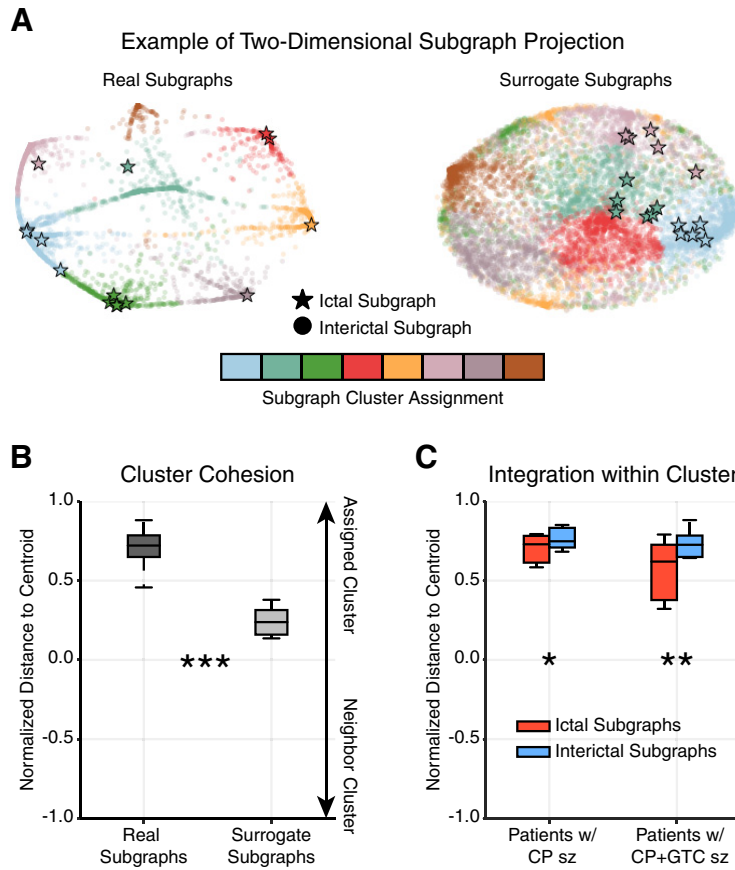 A
Example of Two-Dimensional Subgraph Projection
Real Subgraphs
Surrogate Subgraphs
Ictal Subgraph
Interictal Subgraph
Subgraph Cluster Assignment
B
Cluster Cohesion
Normalized Distance to Centroid
1.0
0.5
0.0
-0.5
-1.0
***
Assigned Cluster
Neighbor Cluster
Real
Subgraphs
Surrogate
Subgraphs
C
Integration within Cluster
Normalized Distance to Centroid
1.0
0.5
0.0
-0.5
-1.0
*
**
Ictal Subgraphs
Interictal Subgraphs
Patients w/
CP sz
Patients w/
CP+GTC sz